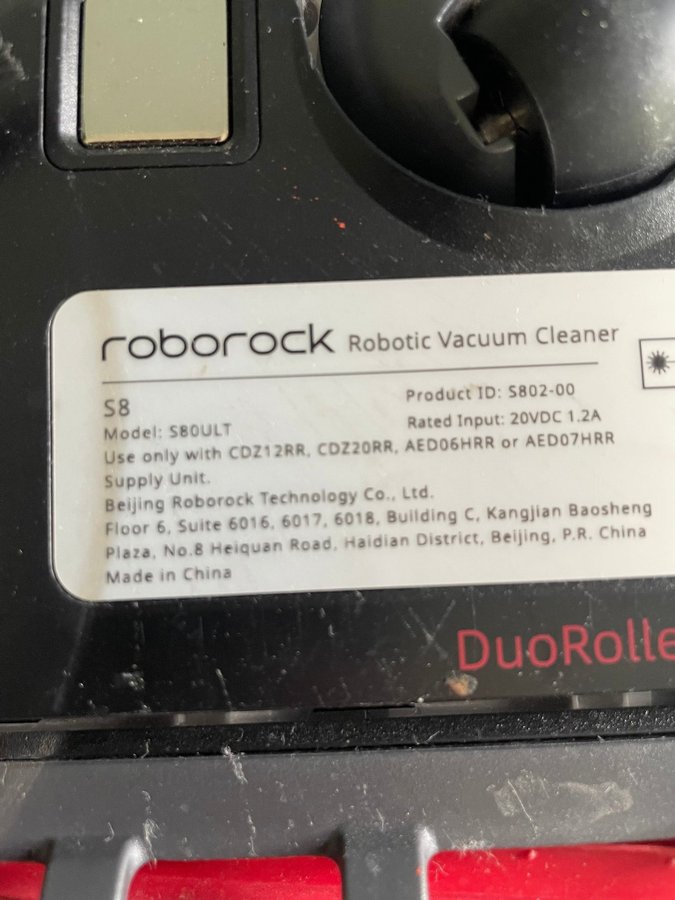 roborock Robotic Vacuum Cleaner
S8
Product ID: S802-00
Model: S80ULT
Rated Input: 20VDC 1.2A
Use only with CDZ12RR, CDZ20RR, AED06HRR or AED07HRR
Supply Unit.
Beijing Roborock Technology Co., Ltd.
Floor 6, Suite 6016, 6017, 6018, Building C, Kangjian Baosheng
Plaza, No.8 Heiquan Road, Haidian District, Beijing, P.R. China
Made in China
DuoRolle